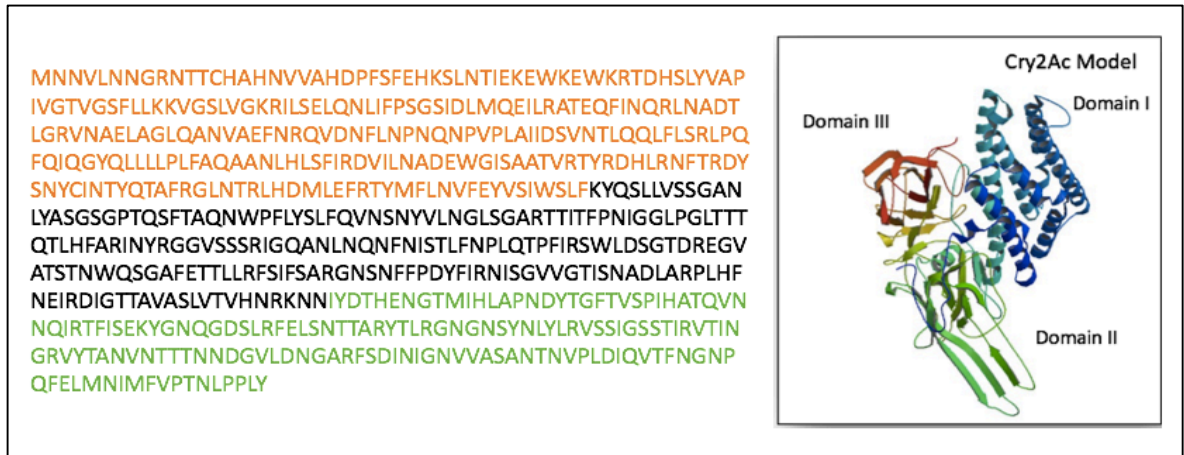 MNNVLNNGRNTTCHAHNVVAHDPFSFEHKSLNTIEKEWKEWKRTDHSLYVAP
IVGTVGSFLLKKVGSLVGKRILSELQNLIFPSGSIDLMQEILRATEQFINQRLNADT
LGRVNAELAGLQANVAEFNRQVDNFLNPNQNPVPLAIIDSVNTLQQLFLSRLPQ
FQIQGYQLLLLPLFAQAANLHLSFIRDVILNADEWGISAATVRTYRDHLRNFTRDY
SNYCINTYQTAFRGLNTRLHDMLEFRTYMFLNVFEYVSIWSLFKYQSLLVSSGAN
LYASGSGPTQSFTAQNWPFLYSLFQVNSNYVLNGLSGARTTITFPNIGGLPGLTTT
QTLHFARINYRGGVSSSRIGQANLNQNFNISTLFNPLQTPFIRSWLDSGTDREGV
ATSTNWQSGAFETTLLRFSIFSARGNSNFFPDYFIRNISGVVGTISNADLARPLHF
NEIRDIGTTAVASLVTVHNRKNNIYDTHENGTMIHLAPNDYTGFTVSPIHATQVN
NQIRTFISEKYGNQGDSLRFELSNTTARYTLRGNGNSYNLYLRVSSIGSSTIRVTIN
GRVYTANVNTTTNNDGVLDNGARFSDINIGNVVASANTNVPLDIQVTFNGNP
QFELMNIMFVPTNLPPLY
Cry2Ac Model
Domain I
Domain III
Domain II